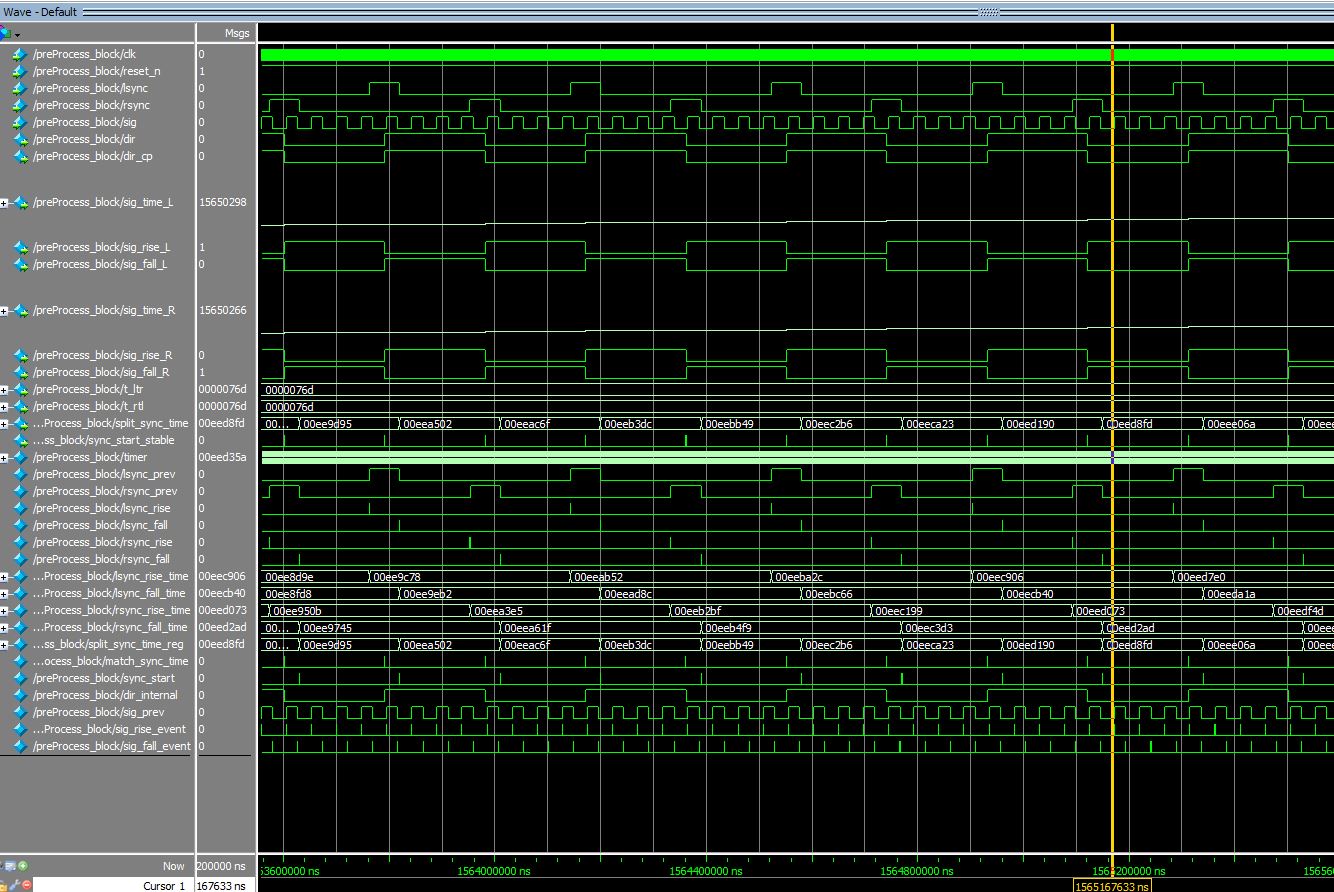 Wave - Default
Msgs
/preProcess_block/clk 0
/preProcess_block/reset_n 1
/preProcess_block/lsync 0
/preProcess_block/rsync 0
/preProcess_block/sig 0
/preProcess_block/dir 0
/preProcess_block/dir_cp 0
/preProcess_block/sig_time_L 15650298
/preProcess_block/sig_rise_L 1
/preProcess_block/sig_fall_L 0
/preProcess_block/sig_time_R 15650266
/preProcess_block/sig_rise_R 0
/preProcess_block/sig_fall_R 1
/preProcess_block/t_ltr 0000076d 0000076d
/preProcess_block/t_rtl 0000076d 0000076d
...Process_block/split_sync_time 00eed8fd 00... 00ee9d95 00eea502 00eeac6f 00eeb3dc 00eebb49 00eec2b6 00eeca23 00eed190 00eed8fd 00eee06a 00eee
...ss_block/sync_start_stable 0
/preProcess_block/timer 00eed35a
/preProcess_block/lsync_prev 0
/preProcess_block/rsync_prev 0
/preProcess_block/lsync_rise 0
/preProcess_block/lsync_fall 0
/preProcess_block/rsync_rise 0
/preProcess_block/rsync_fall 0
...Process_block/lsync_rise_time 00eec906 00ee8d9e 00ee9c78 00eeab52 00eeba2c 00eec906 00eed7e0
...Process_block/lsync_fall_time 00eecb40 00ee8fd8 00ee9eb2 00eead8c 00eebc66 00eecb40 00eeda1a
...Process_block/rsync_rise_time 00eed073 00ee950b 00eea3e5 00eeb2bf 00eec199 00eed073 00eedf4d
...Process_block/rsync_fall_time 00eed2ad 00... 00ee9745 00eea61f 00eeb4f9 00eec3d3 00eed2ad 00eee
...ss_block/split_sync_time_reg 00eed8fd 00... 00ee9d95 00eea502 00eeac6f 00eeb3dc 00eebb49 00eec2b6 00eeca23 00eed190 00eed8fd 00eee06a 00eee
...ocess_block/match_sync_time 0
/preProcess_block/sync_start 0
/preProcess_block/dir_internal 0
/preProcess_block/sig_prev 0
...Process_block/sig_rise_event 0
/preProcess_block/sig_fall_event 0
Now 200000 ns 53600000 ns 1564000000 ns 1564400000 ns 1564800000 ns 1565200000 ns 15656
Cursor 1 167633 ns 1565167633 ns